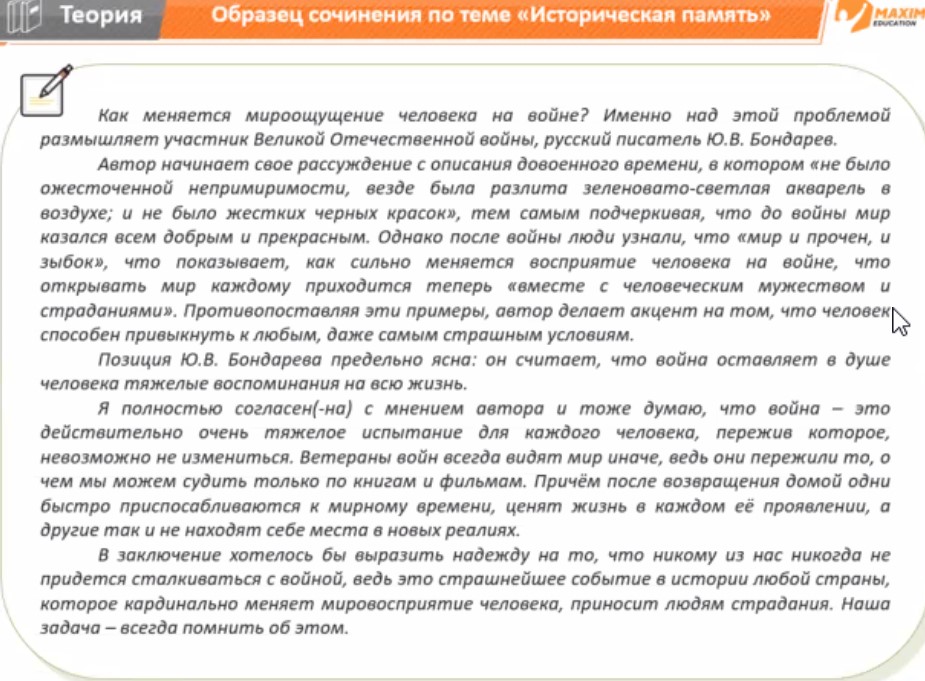 Теория
Образец сочинения по теме «Историческая память»
MAXIM
EDUCATION
Как меняется мироощущение человека на войне? Именно над этой проблемой
размышляет участник Великой Отечественной войны, русский писатель Ю.В. Бондарев.
Автор начинает свое рассуждение с описания довоенного времени, в котором «не было
ожесточенной непримиримости, везде была разлита зеленовато-светлая акварель в
воздухе; и не было жестких черных красок», тем самым подчеркивая, что до войны мир
казался всем добрым и прекрасным. Однако после войны люди узнали, что «мир и прочен, и
зыбок», что показывает, как сильно меняется восприятие человека на войне, что
открывать мир каждому приходится теперь «вместе с человеческим мужеством и
страданиями». Противопоставляя эти примеры, автор делает акцент на том, что человек
способен привыкнуть к любым, даже самым страшным условиям.
Позиция Ю.В. Бондарева предельно ясна: он считает, что война оставляет в душе
человека тяжелые воспоминания на всю жизнь.
Я полностью согласен(-на) с мнением автора и тоже думаю, что война – это
действительно очень тяжелое испытание для каждого человека, пережив которое,
невозможно не измениться. Ветераны войн всегда видят мир иначе, ведь они пережили то, о
чем мы можем судить только по книгам и фильмам. Причём после возвращения домой одни
быстро приспосабливаются к мирному времени, ценят жизнь в каждом её проявлении, а
другие так и не находят себе места в новых реалиях.
В заключение хотелось бы выразить надежду на то, что никому из нас никогда не
придется сталкиваться с войной, ведь это страшнейшее событие в истории любой страны,
которое кардинально меняет мировосприятие человека, приносит людям страдания. Наша
задача – всегда помнить об этом.